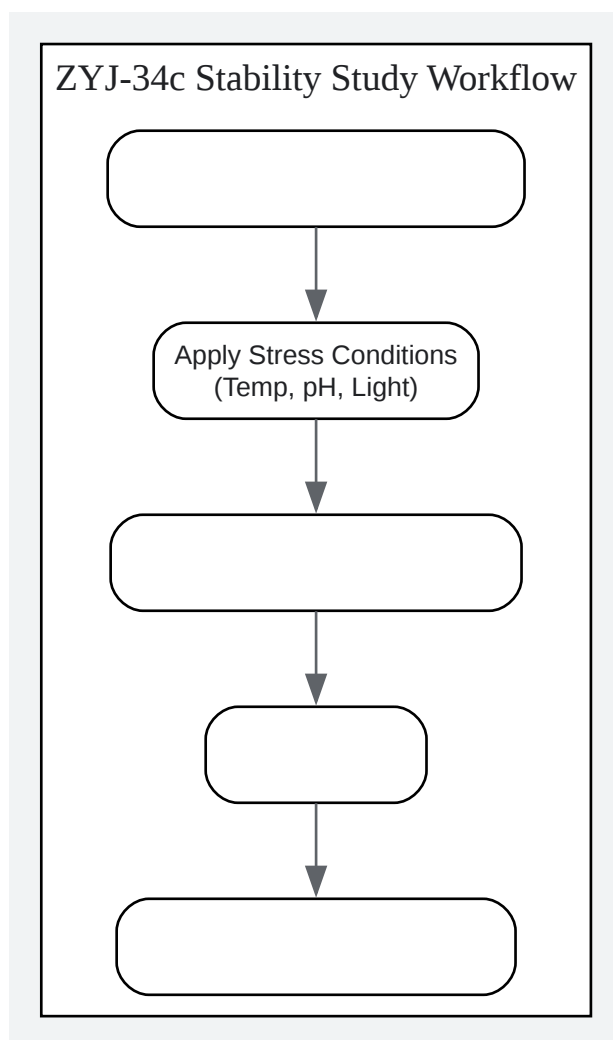 ZYJ-34c Stability Study Workflow
Apply Stress Conditions
(Temp, pH, Light)